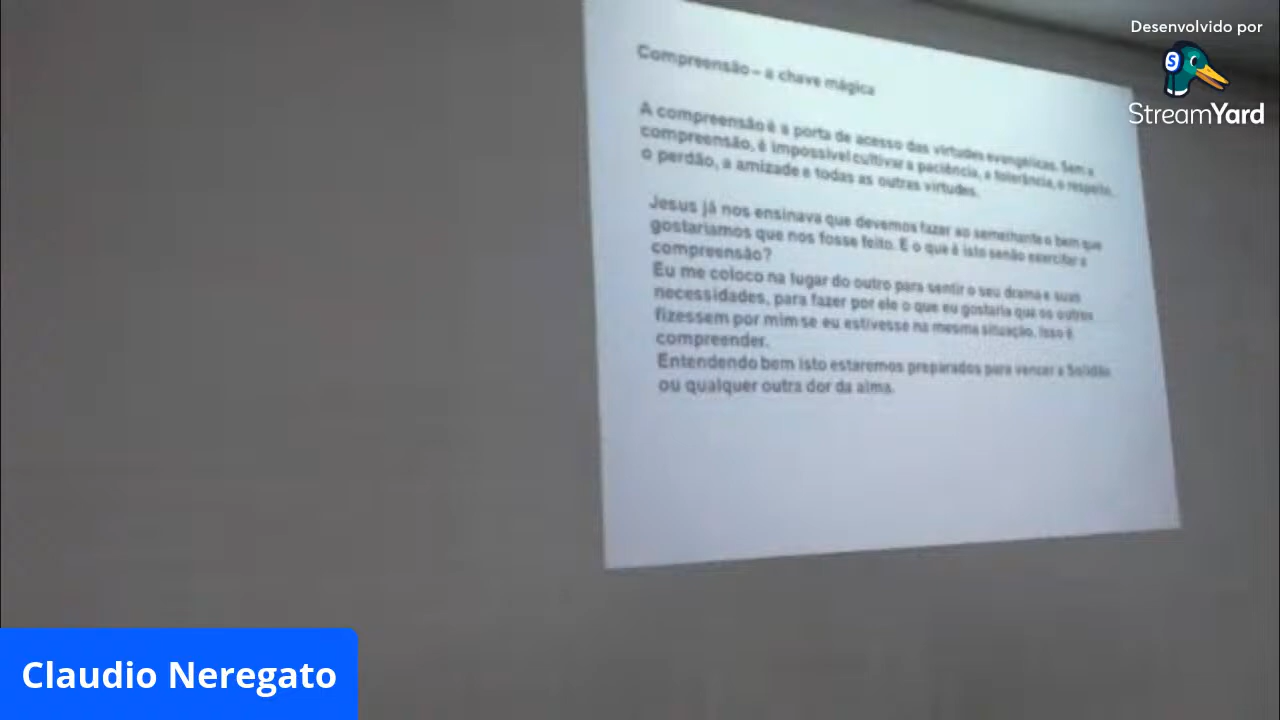 Desenvolvido por
StreamYard
Compreensão – a chave mágica
A compreensão é a porta de acesso das virtudes evangélicas. Sem a
compreensão, é impossível cultivar a paciência, a tolerância, o respeito,
o perdão, a amizade e todas as outras virtudes.
Jesus já nos ensinava que devemos fazer ao semelhante o bem que
gostaríamos que nos fosse feito. E o que é isto senão exercitar a
compreensão?
Eu me coloco na lugar do outro para sentir o seu drama e suas
necessidades, para fazer por ele o que eu gostaria que os outros
fizessem por mim se eu estivesse na mesma situação. Isso é
compreender.
Entendendo bem isto estaremos preparados para vencer a Solidão
ou qualquer outra dor da alma.
Claudio Neregato